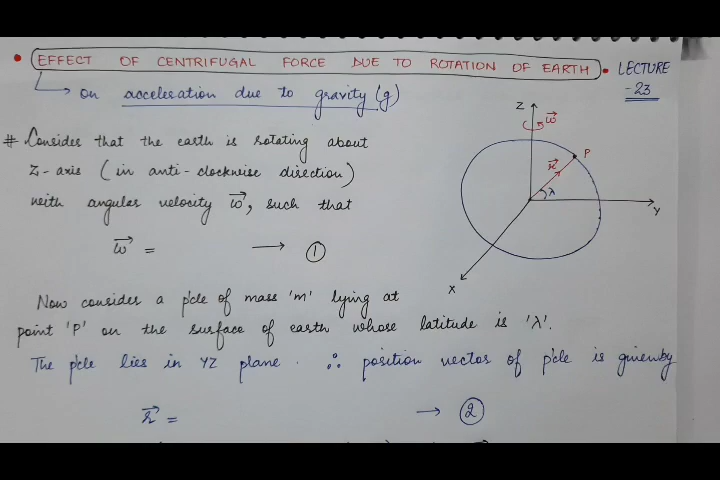 • EFFECT OF CENTRIFUGAL FORCE DUE TO ROTATION OF EARTH •
LECTURE
-23
↳ on acceleration due to gravity (g)
# Consider that the earth is rotating about
Z-axis (in anti-clockwise direction)
with angular velocity ω⃗, such that
ω⃗ = → ①
Z
ω⃗
P
r⃗
λ
Y
X
Now consider a p'cle of mass 'm' lying at
point 'P' on the surface of earth whose latitude is 'λ'.
The p'cle lies in YZ plane. ∴ position vector of p'cle is given by
r⃗ = → ②